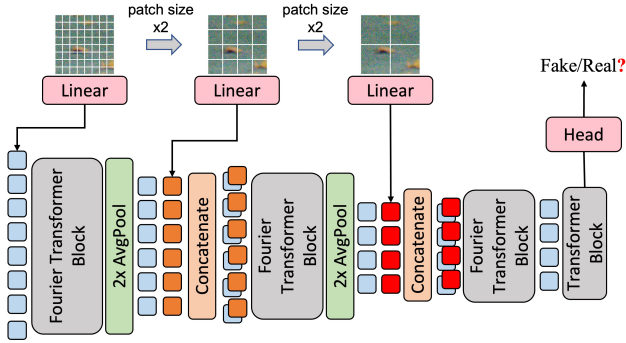 patch size
x2
patch size
x2
Linear
Linear
Linear
Fake/Real?
Head
Fourier Transformer
Block
2x AvgPool
Concatenate
Fourier
Transformer
Block
2x AvgPool
Concatenate
Fourier
Transformer
Block
Transformer
Block